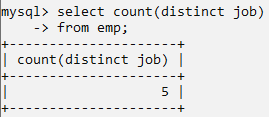 mysql> select count(distinct job)
    -> from emp;
+---------------------+
| count(distinct job) |
+---------------------+
|                   5 |
+---------------------+